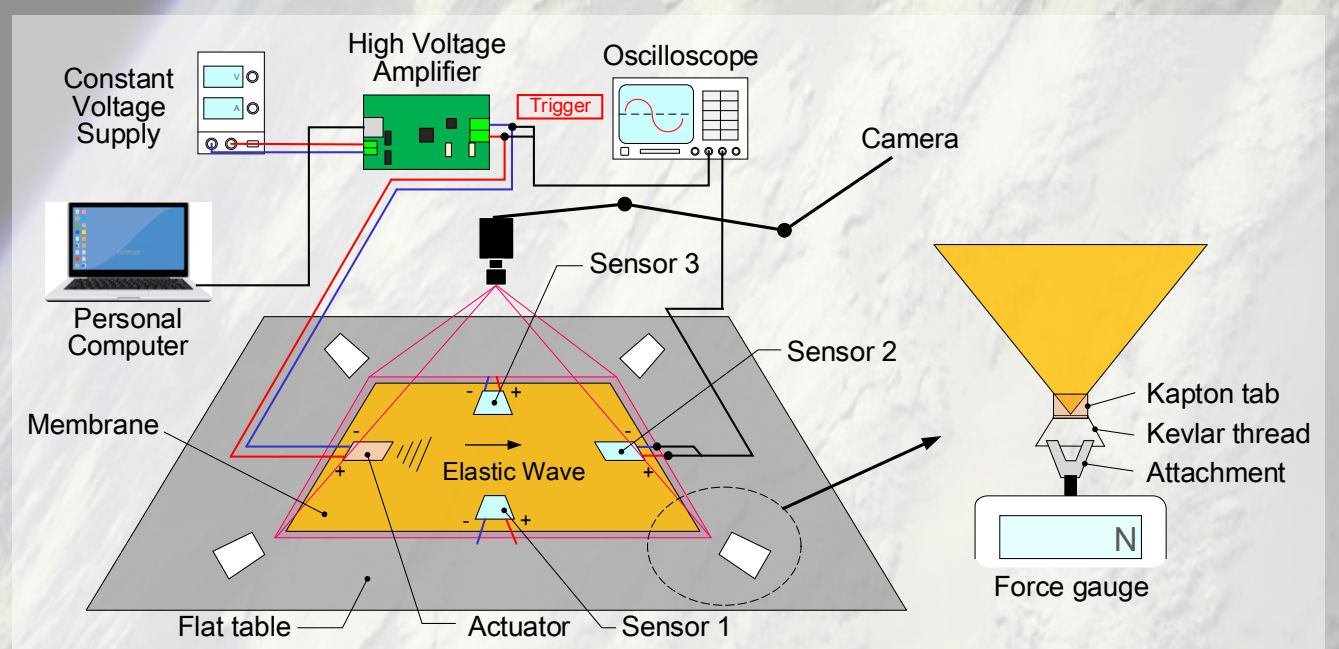 High Voltage
Amplifier
Oscilloscope
Constant
Voltage
Supply
V
A
Trigger
Camera
Sensor 3
Personal
Computer
Sensor 2
Membrane
- +
-
+
Elastic Wave
-
+
- +
Kapton tab
Kevlar thread
Attachment
N
Force gauge
Flat table
Actuator
Sensor 1